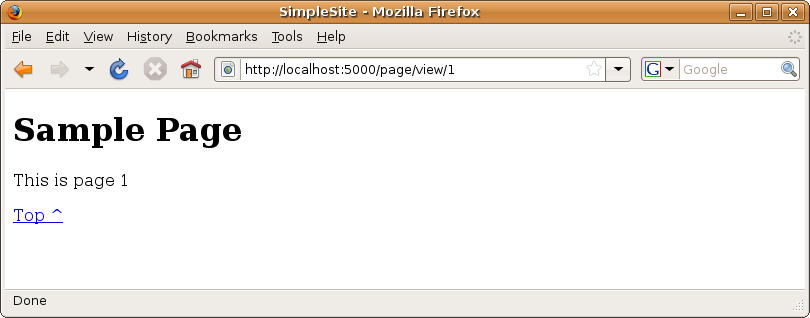 SimpleSite - Mozilla Firefox
File Edit View History Bookmarks Tools Help
http://localhost:5000/page/view/1 G Google
Sample Page
This is page 1
Top ^
Done